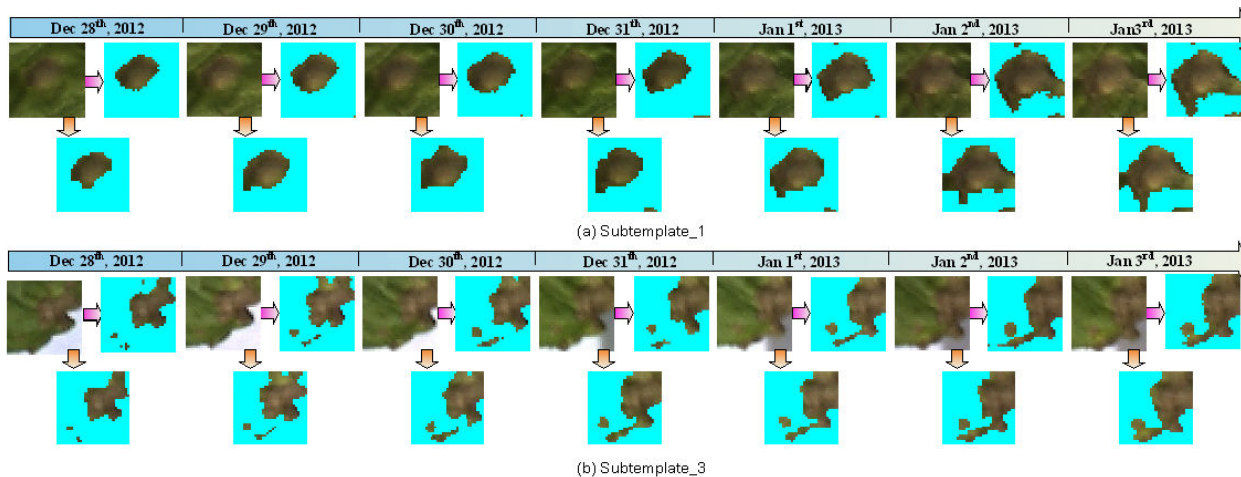 Dec 28th, 2012 Dec 29th, 2012 Dec 30th, 2012 Dec 31th, 2012 Jan 1st, 2013 Jan 2nd, 2013 Jan3rd, 2013
(a) Subtemplate_1
Dec 28th, 2012 Dec 29th, 2012 Dec 30th, 2012 Dec 31th, 2012 Jan 1st, 2013 Jan 2nd, 2013 Jan 3rd, 2013
(b) Subtemplate_3